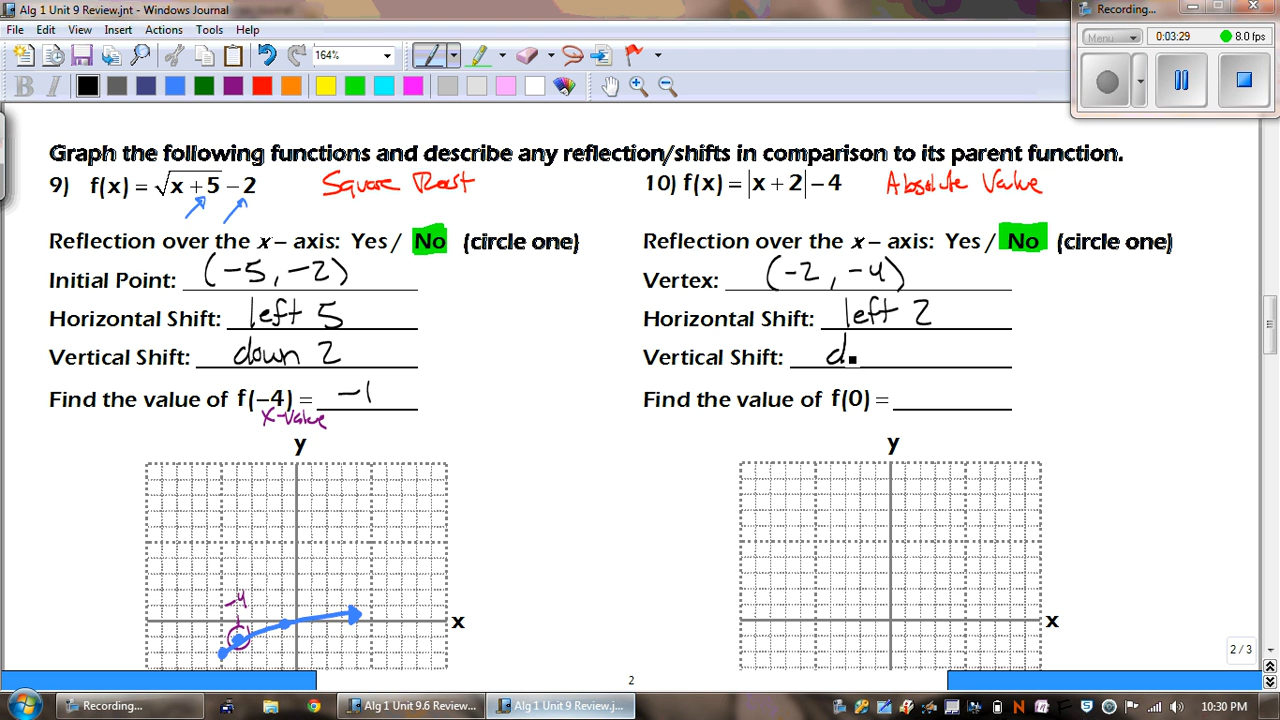 Alg 1 Unit 9 Review.jnt - Windows Journal
Recording...
File Edit View Insert Actions Tools Help
Menu 0:03:29 8.0 fps
164%
B I
Graph the following functions and describe any reflection/shifts in comparison to its parent function.
9) f(x) = √x + 5 – 2 Square Root
10) f(x) = |x + 2| – 4 Absolute Value
Reflection over the x – axis: Yes / No (circle one)
Initial Point: (-5, -2)
Horizontal Shift: left 5
Vertical Shift: down 2
Find the value of f(–4) = -1
x-value
y
-4
x
Reflection over the x – axis: Yes / No (circle one)
Vertex: (-2, -4)
Horizontal Shift: left 2
Vertical Shift: d
Find the value of f(0) =
y
x
2
2 / 3
Recording...
Alg 1 Unit 9.6 Review...
Alg 1 Unit 9 Review.j...
10:30 PM